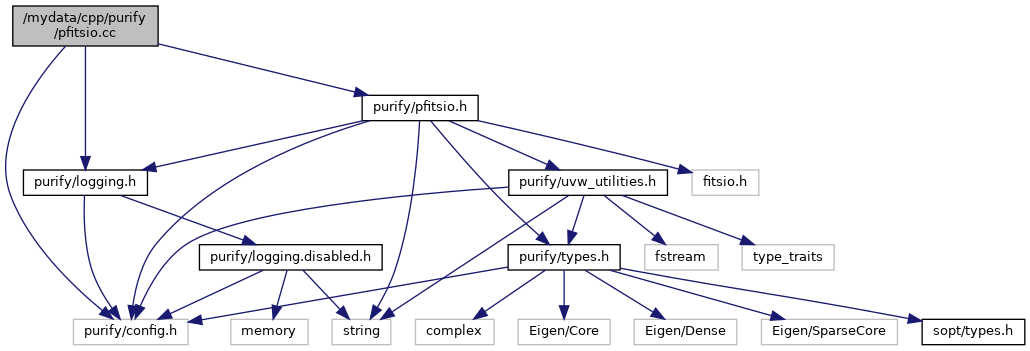 /mydata/cpp/purify
/pfitsio.cc
purify/pfitsio.h
purify/logging.h
purify/uvw_utilities.h
fitsio.h
purify/logging.disabled.h
purify/types.h
fstream
type_traits
purify/config.h
memory
string
complex
Eigen/Core
Eigen/Dense
Eigen/SparseCore
sopt/types.h